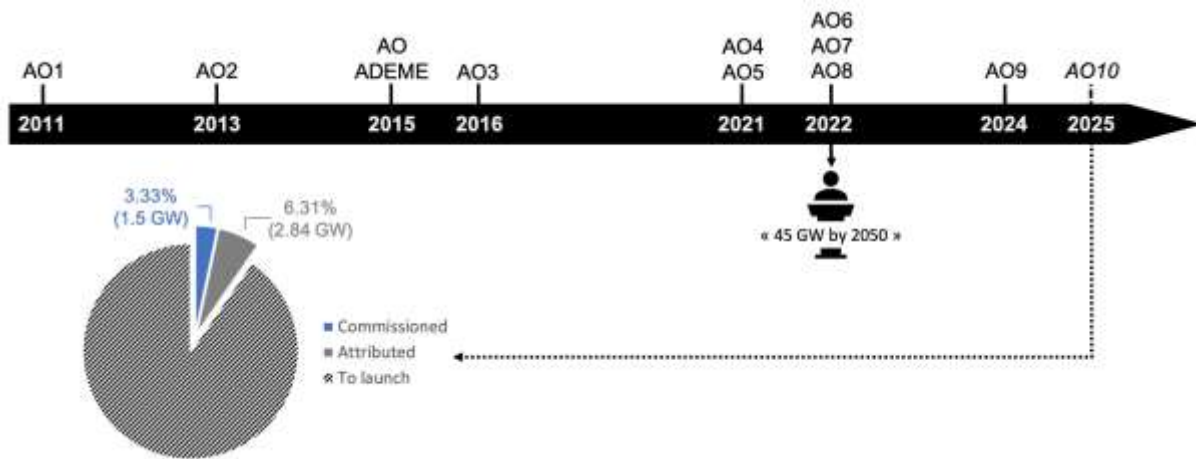 AO1
AO2
AO
ADEME
AO3
AO4
AO5
AO6
AO7
AO8
AO9
AO10
2011
2013
2015
2016
2021
2022
2024
2025
« 45 GW by 2050 »
3.33%
(1.5 GW)
6.31%
(2.84 GW)
Commissioned
Attributed
To launch